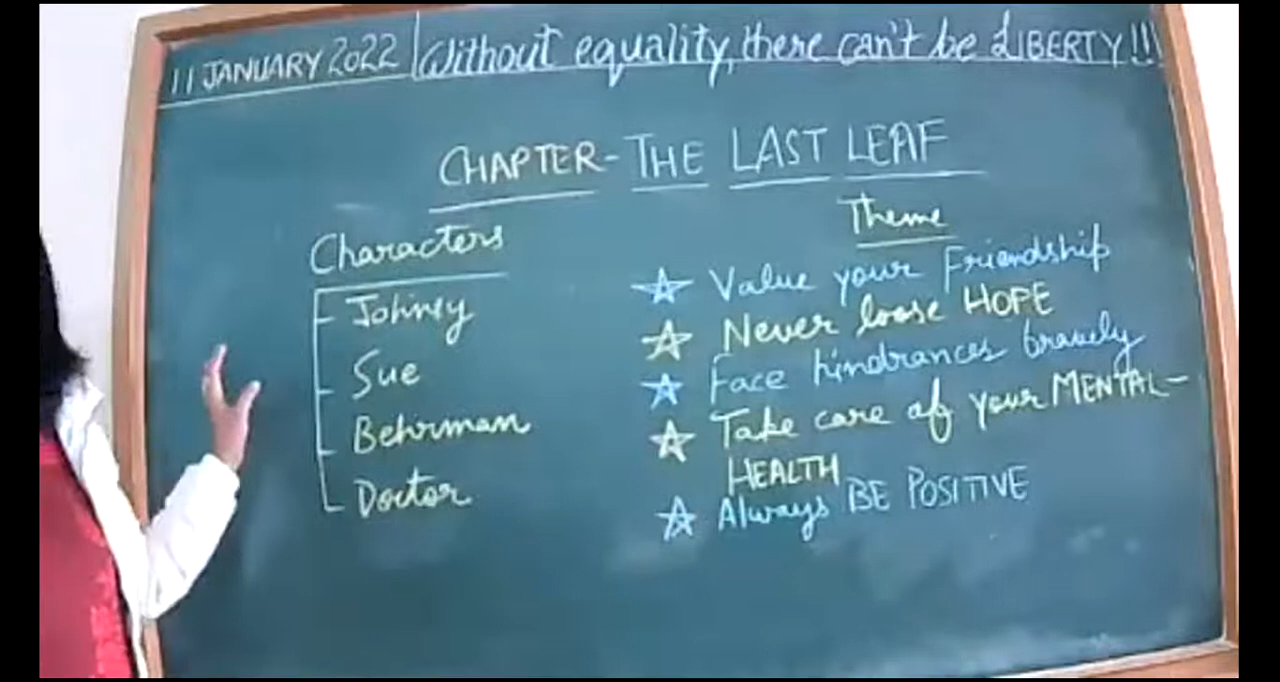 11 JANUARY 2022 | Without equality, there can't be LIBERTY!!
CHAPTER- THE LAST LEAF
Characters
Johnsy
Sue
Behrman
Doctor
Theme
☆ Value your Friendship
☆ Never loose HOPE
☆ Face hindrances bravely
☆ Take care of your MENTAL-
HEALTH
☆ Always BE POSITIVE